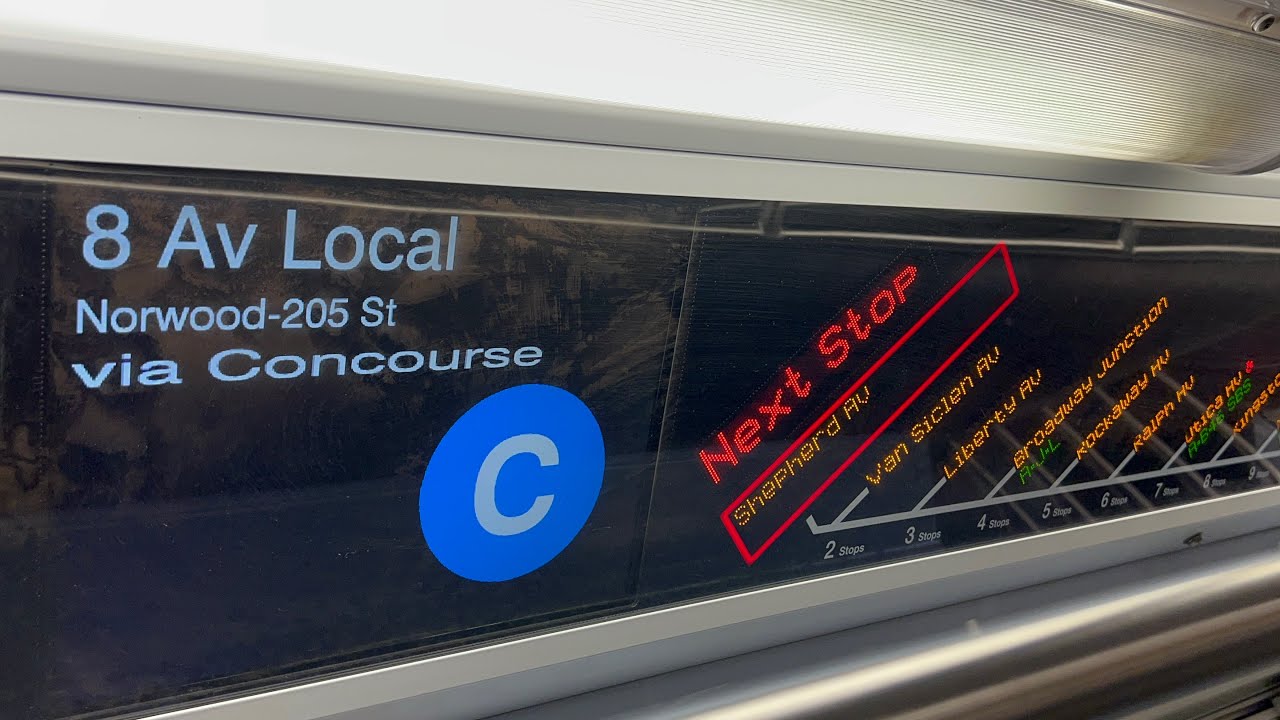 8 Av Local
Norwood-205 St
via Concourse
C
Next Stop
Shepherd Av
Van Siclen Av
Liberty Av
Broadway Junction
A-J-L
Rockaway Av
Ralph Av
Utica Av
2 Stops
3 Stops
4 Stops
5 Stops
6 Stops
7 Stops
8 Stops
9